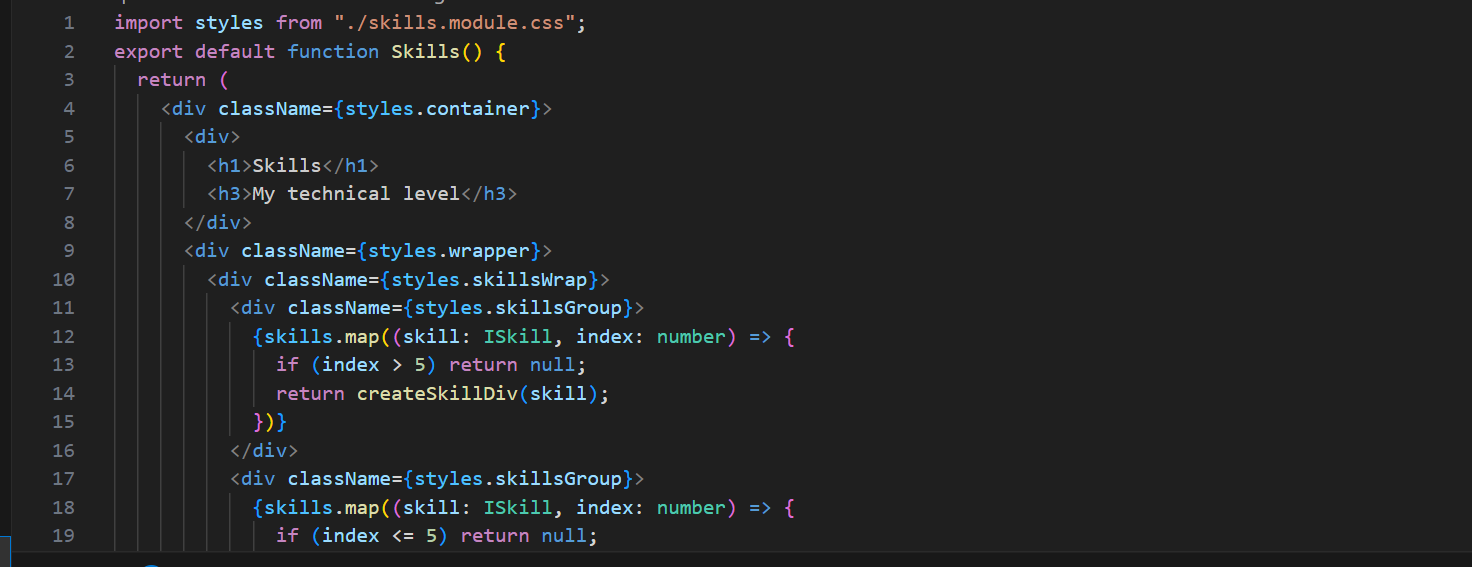 1 import styles from "./skills.module.css";
2 export default function Skills() {
3 return (
4 <div className={styles.container}>
5 <div>
6 <h1>Skills</h1>
7 <h3>My technical level</h3>
8 </div>
9 <div className={styles.wrapper}>
10 <div className={styles.skillsWrap}>
11 <div className={styles.skillsGroup}>
12 {skills.map((skill: ISkill, index: number) => {
13 if (index > 5) return null;
14 return createSkillDiv(skill);
15 })}
16 </div>
17 <div className={styles.skillsGroup}>
18 {skills.map((skill: ISkill, index: number) => {
19 if (index <= 5) return null;